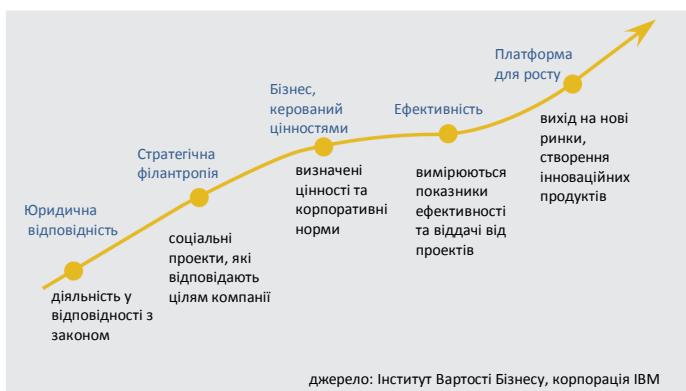 Юридична
відповідність
діяльність у
відповідності з
законом
Стратегічна
філантропія
соціальні
проекти, які
відповідають
цілям компанії
Бізнес,
керований
цінностями
визначені
цінності та
корпоративні
норми
Ефективність
вимірюються
показники
ефективності
та віддачі від
проектів
Платформа
для росту
вихід на нові
ринки,
створення
інноваційних
продуктів
джерело: Інститут Вартості Бізнесу, корпорація IBM